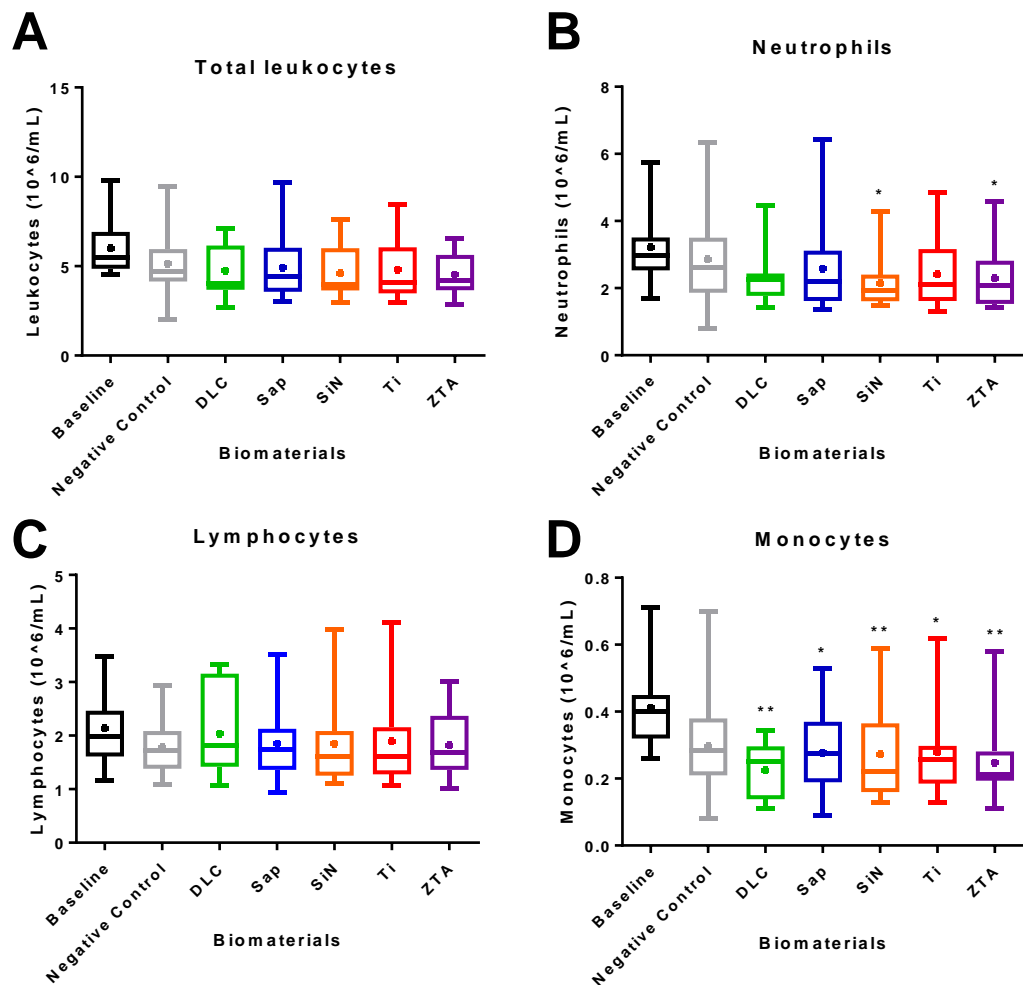 A
Total leukocytes
Leukocytes (10^6/mL)
15
10
5
0
Baseline
Negative Control
DLC
Sap
SiN
Ti
ZTA
Biomaterials
B
Neutrophils
Neutrophils (10^6/mL)
8
6
4
2
0
*
*
Baseline
Negative Control
DLC
Sap
SiN
Ti
ZTA
Biomaterials
C
Lymphocytes
Lymphocytes (10^6/mL)
5
4
3
2
1
0
Baseline
Negative Control
DLC
Sap
SiN
Ti
ZTA
Biomaterials
D
Monocytes
Monocytes (10^6/mL)
0.8
0.6
0.4
0.2
0.0
**
*
**
*
**
Baseline
Negative Control
DLC
Sap
SiN
Ti
ZTA
Biomaterials